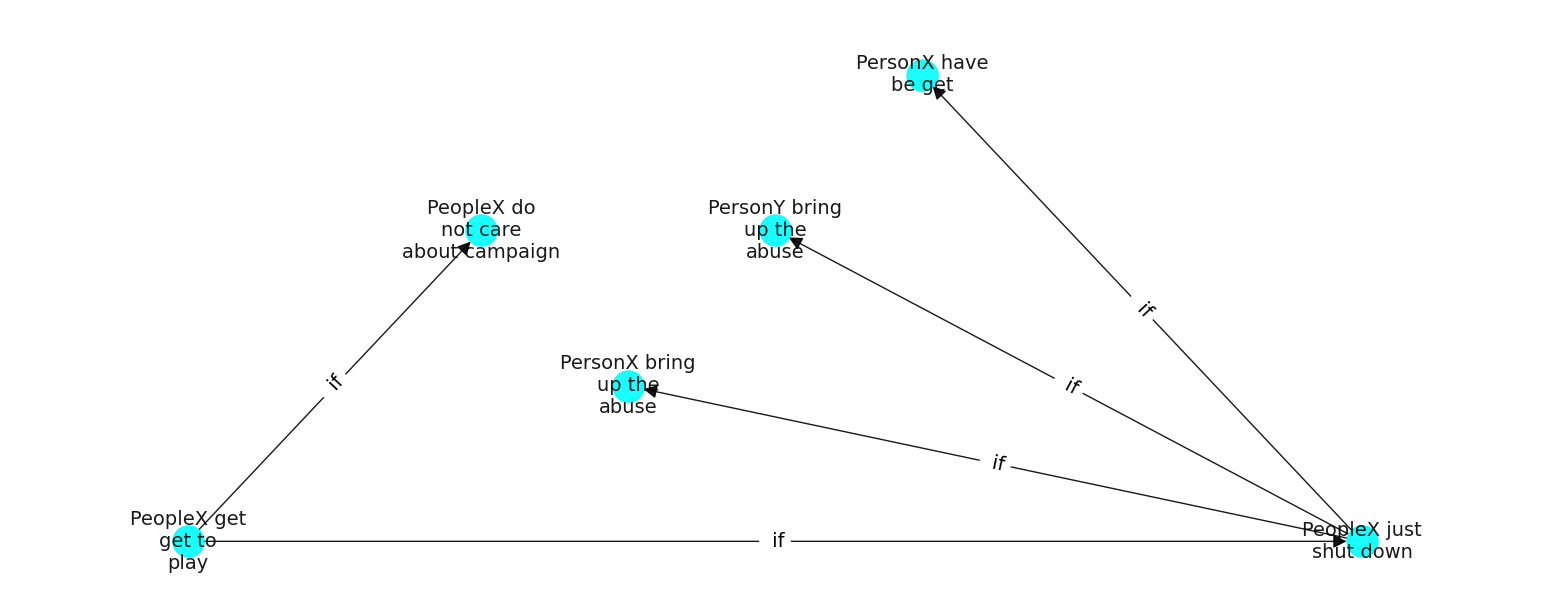 PersonX have
be get
PeopleX do
not care
about campaign
PersonY bring
up the
abuse
if
PersonX bring
up the
abuse
if
if
if
PeopleX get
get to
play
if
PeopleX just
shut down